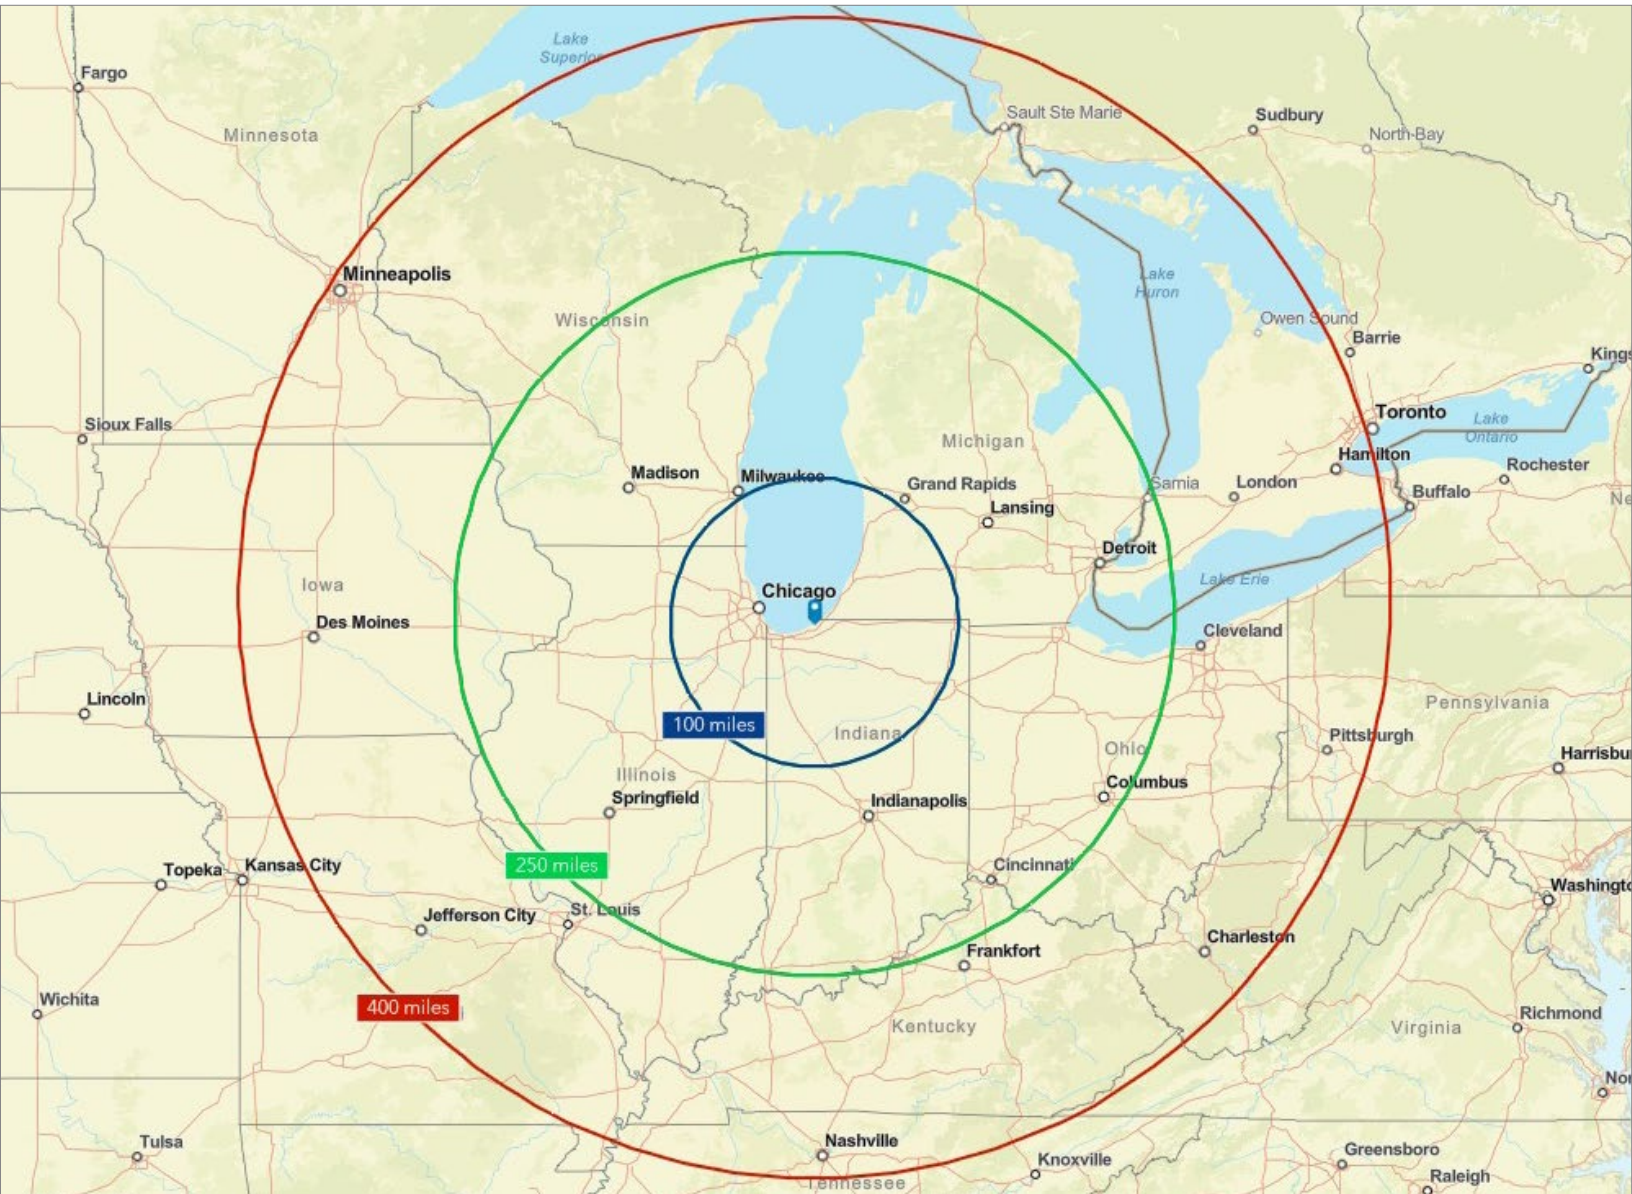 Lake
Superior
Fargo
Minnesota
Sault Ste Marie
Sudbury
North-Bay
Minneapolis
Lake
Huron
Wisconsin
Owen Sound
Barrie
Kings
Sioux Falls
Toronto
Lake
Ontario
Michigan
Hamilton
Madison
Milwaukee
Grand Rapids
Sarnia
London
Rochester
Buffalo
Ne
Lansing
Detroit
Iowa
Chicago
Lake Erie
Des Moines
Cleveland
Lincoln
Pennsylvania
100 miles
Indiana
Ohio
Pittsburgh
Harrisbu
Illinois
Springfield
Indianapolis
Columbus
250 miles
Topeka
Kansas City
Cincinnati
Washingto
Jefferson City
St. Louis
Charleston
Frankfort
Wichita
400 miles
Kentucky
Virginia
Richmond
Nor
Tulsa
Nashville
Knoxville
Greensboro
Raleigh
Tennessee